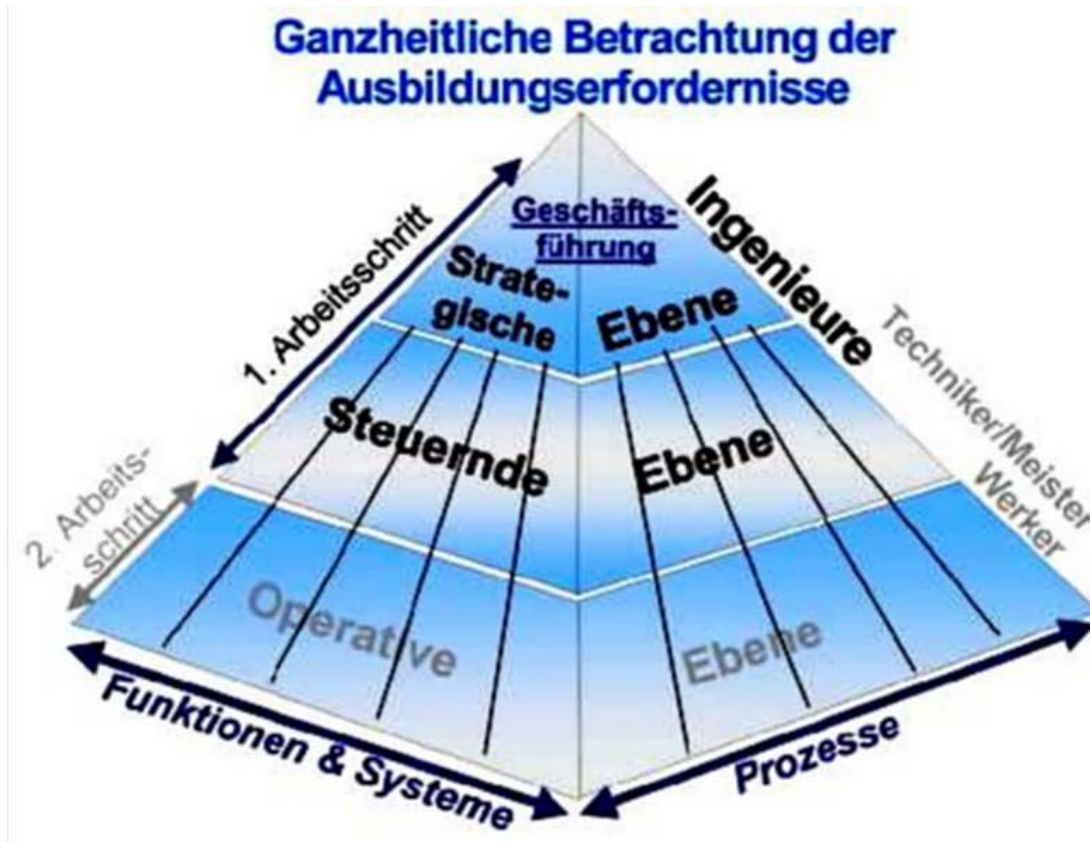 Ganzheitliche Betrachtung der
Ausbildungserfordernisse
Geschäfts-
führung
Strate-
gische
Ebene
Ingenieure
1. Arbeitsschritt
Techniker/Meister
Werker
Steuernde
Ebene
2. Arbeits-
schritt
Operative
Ebene
Funktionen & Systeme
Prozesse